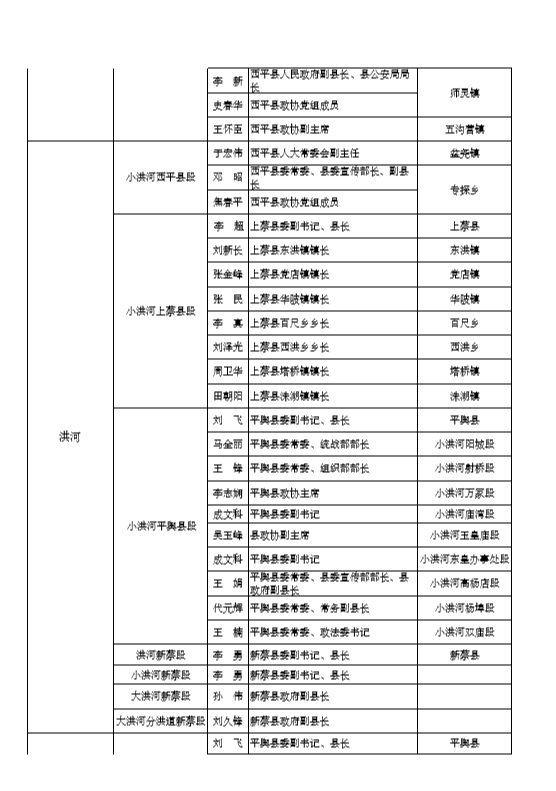 李　新 西平县人民政府副县长、县公安局局长 师灵镇
史春华 西平县政协党组成员
王怀臣 西平县政协副主席 五沟营镇
洪河 小洪河西平县段 于宏伟 西平县人大常委会副主任 盆尧镇
邓　昭 西平县委常委、县委宣传部长、副县长 专探乡
焦春平 西平县政协党组成员
小洪河上蔡县段 李　超 上蔡县委副书记、县长 上蔡县
刘新长 上蔡县东洪镇镇长 东洪镇
张金峰 上蔡县党店镇镇长 党店镇
张　民 上蔡县华陂镇镇长 华陂镇
李　真 上蔡县百尺乡乡长 百尺乡
刘泽光 上蔡县西洪乡乡长 西洪乡
周卫华 上蔡县塔桥镇镇长 塔桥镇
田朝阳 上蔡县洙湖镇镇长 洙湖镇
小洪河平舆县段 刘　飞 平舆县委副书记、县长 平舆县
马全丽 平舆县委常委、统战部部长 小洪河阳城段
王　锋 平舆县委常委、组织部部长 小洪河射桥段
李志娴 平舆县政协主席 小洪河万冢段
成文科 平舆县委副书记 小洪河庙湾段
吴玉峰 县政协副主席 小洪河玉皇庙段
成文科 平舆县委副书记 小洪河东皇办事处段
王　娟 平舆县委常委、县委宣传部部长、县政府副县长 小洪河高杨店段
代元辉 平舆县委常委、常务副县长 小洪河杨埠段
王　楠 平舆县委常委、政法委书记 小洪河双庙段
洪河新蔡段 李　勇 新蔡县委副书记、县长 新蔡县
小洪河新蔡段 李　勇 新蔡县委副书记、县长
大洪河新蔡段 孙　伟 新蔡县政府副县长
大洪河分洪道新蔡段 刘久锋 新蔡县政府副县长
刘　飞 平舆县委副书记、县长 平舆县